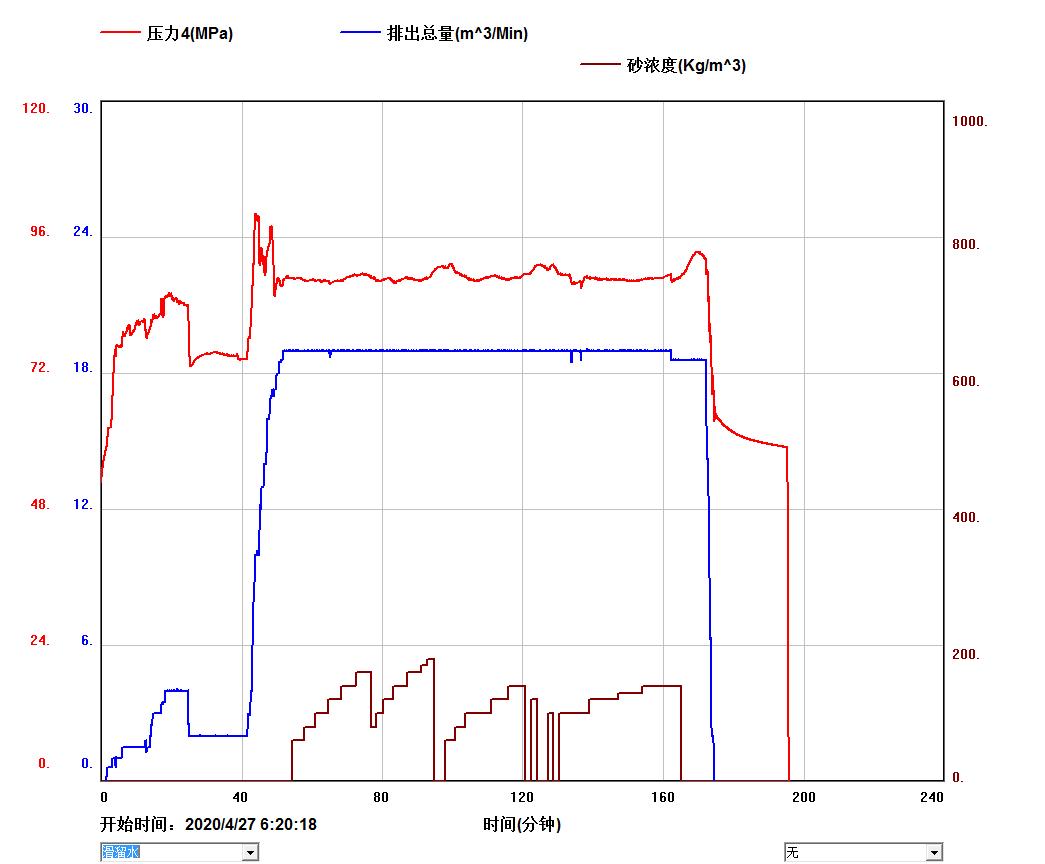 压力4(MPa) 排出总量(m^3/Min)
砂浓度(Kg/m^3)
120. 30. 1000.
96. 24. 800.
72. 18. 600.
48. 12. 400.
24. 6. 200.
0. 0. 0.
0 40 80 120 160 200 240
开始时间：2020/4/27 6:20:18 时间(分钟)
滑溜水 无